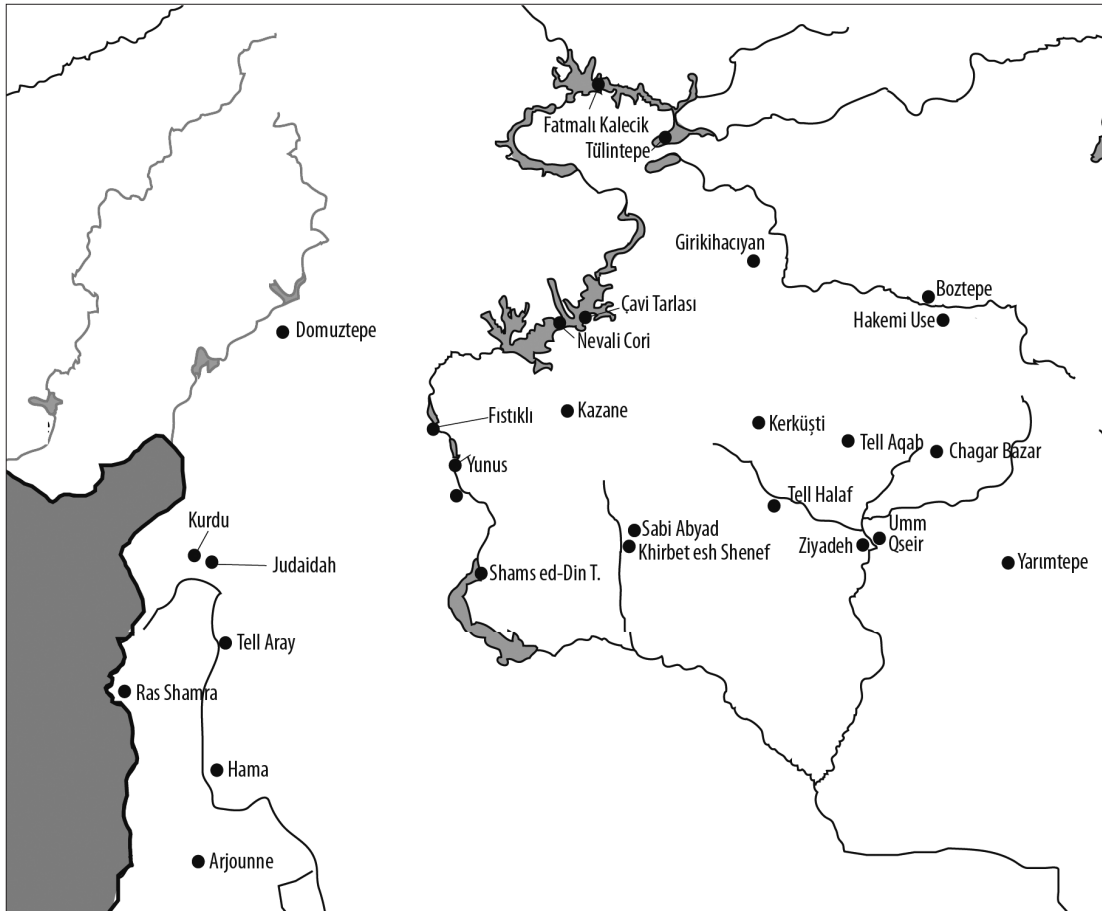 Fatmalı Kalecik
Tülintepe
Girikihacıyan
Boztepe
Çavi Tarlası
Hakemi Use
Domuztepe
Nevali Cori
Kazane
Fıstıklı
Kerküşti
Tell Aqab
Chagar Bazar
Yunus
Tell Halaf
Kurdu
Sabi Abyad
Umm
Qseir
Ziyadeh
Khirbet esh Shenef
Judaidah
Yarımtepe
Shams ed-Din T.
Tell Aray
Ras Shamra
Hama
Arjounne